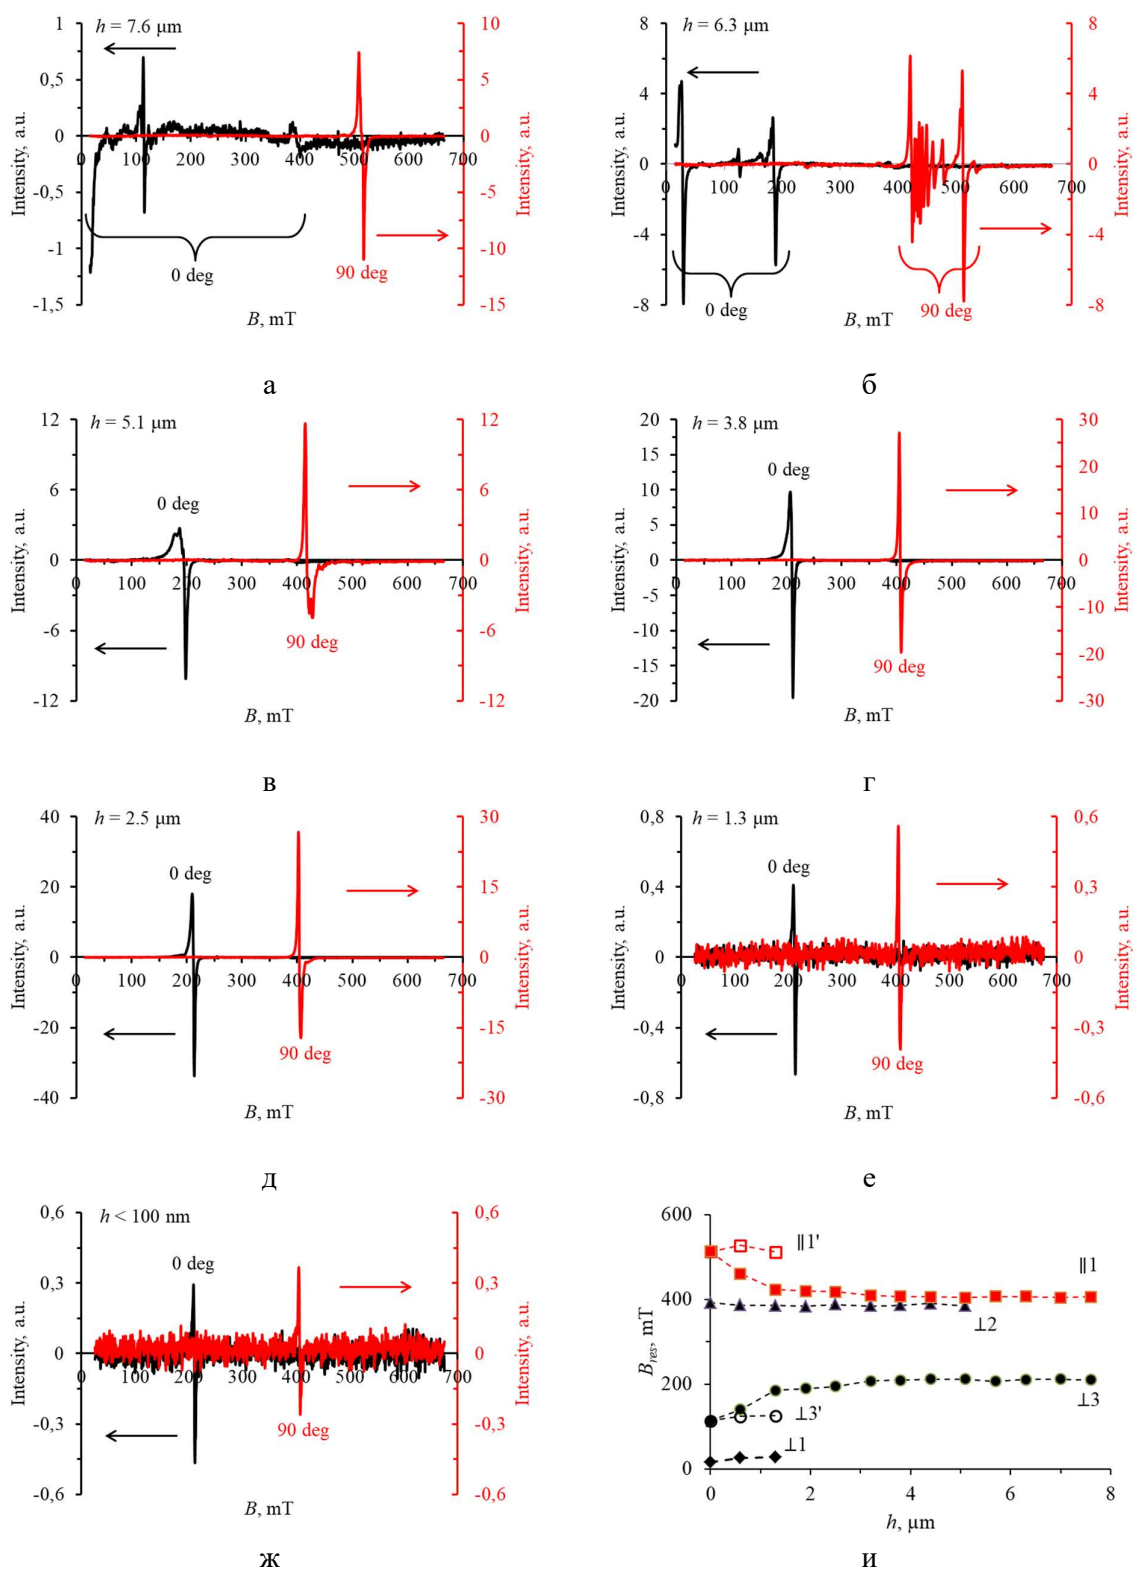 h = 7.6 μm
1
0,5
0
-0,5
-1
-1,5
10
5
0
-5
-10
-15
0 100 200 300 400 500 600 700
Intensity, a.u.
Intensity, a.u.
0 deg
90 deg
B, mT
а
h = 6.3 μm
8
4
0
-4
-8
8
4
0
-4
-8
0 100 200 300 400 500 600 700
Intensity, a.u.
Intensity, a.u.
0 deg
90 deg
B, mT
б
h = 5.1 μm
12
6
0
-6
-12
12
6
0
-6
-12
0 100 200 300 400 500 600 700
Intensity, a.u.
Intensity, a.u.
0 deg
90 deg
B, mT
в
h = 3.8 μm
20
15
10
5
0
-5
-10
-15
-20
30
20
10
0
-10
-20
-30
0 100 200 300 400 500 600 700
Intensity, a.u.
Intensity, a.u.
0 deg
90 deg
B, mT
г
h = 2.5 μm
40
20
0
-20
-40
30
15
0
-15
-30
0 100 200 300 400 500 600 700
Intensity, a.u.
Intensity, a.u.
0 deg
90 deg
B, mT
д
h = 1.3 μm
0,8
0,4
0
-0,4
-0,8
0,6
0,3
0
-0,3
-0,6
0 100 200 300 400 500 600 700
Intensity, a.u.
Intensity, a.u.
0 deg
90 deg
B, mT
е
h < 100 nm
0,6
0,3
0
-0,3
-0,6
0,6
0,3
0
-0,3
-0,6
0 100 200 300 400 500 600 700
Intensity, a.u.
Intensity, a.u.
0 deg
90 deg
B, mT
ж
600
400
200
0
Bres, mT
∥1'
∥1
⊥2
⊥3
⊥3'
⊥1
0 2 4 6 8
h, μm
и